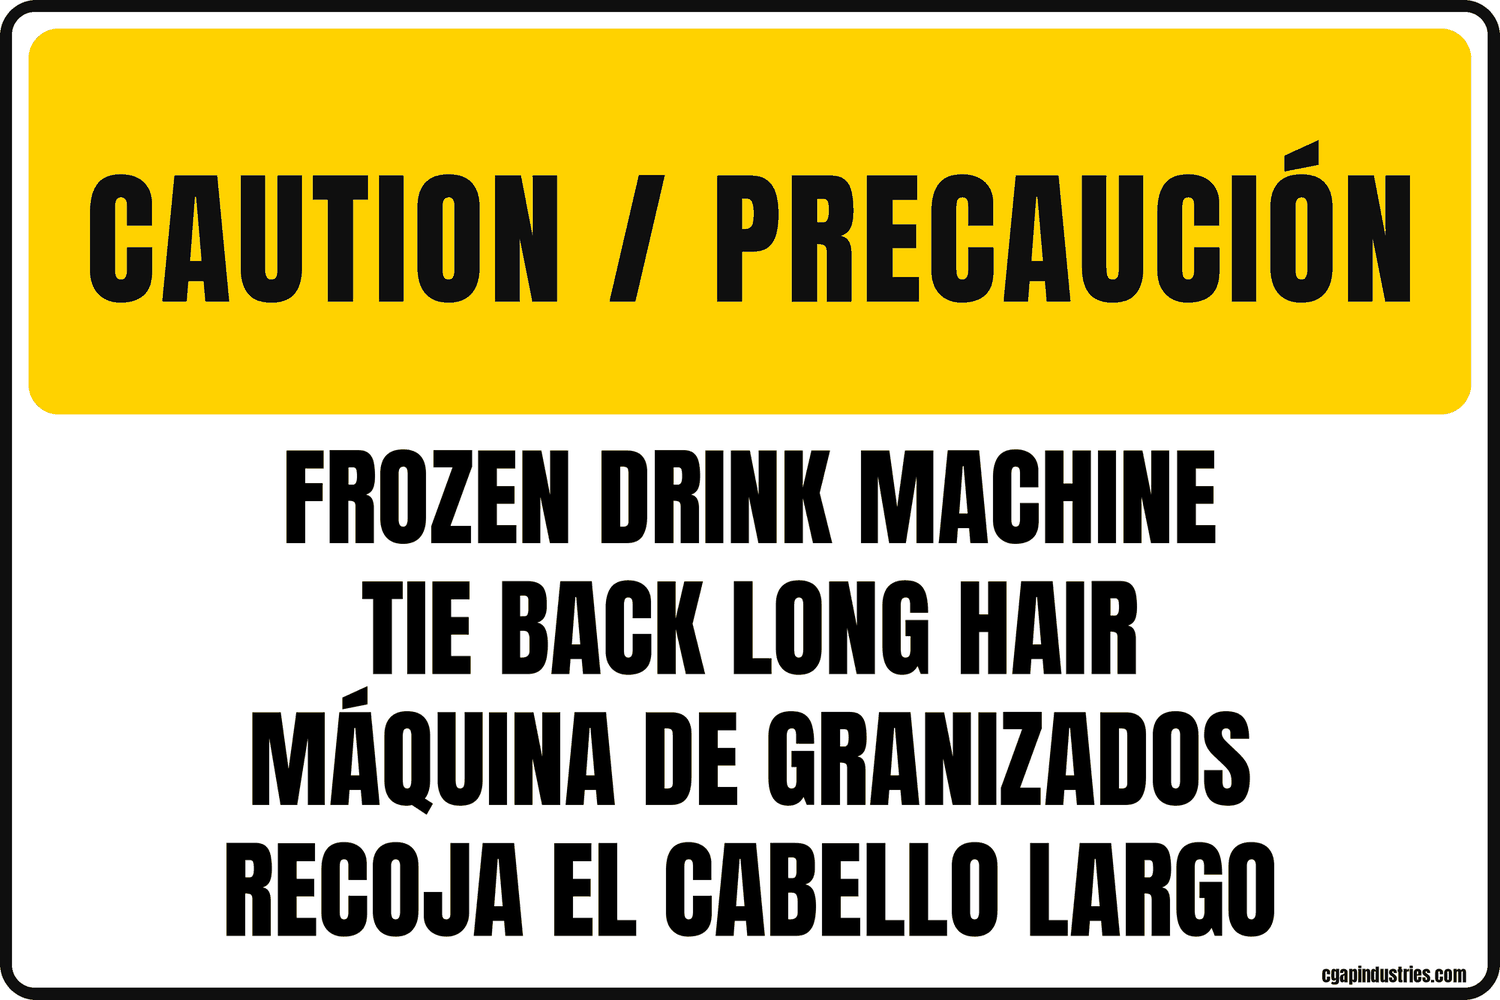 CAUTION / PRECAUCIÓN
FROZEN DRINK MACHINE
TIE BACK LONG HAIR
MÁQUINA DE GRANIZADOS
RECOJA EL CABELLO LARGO
cgapindustries.com